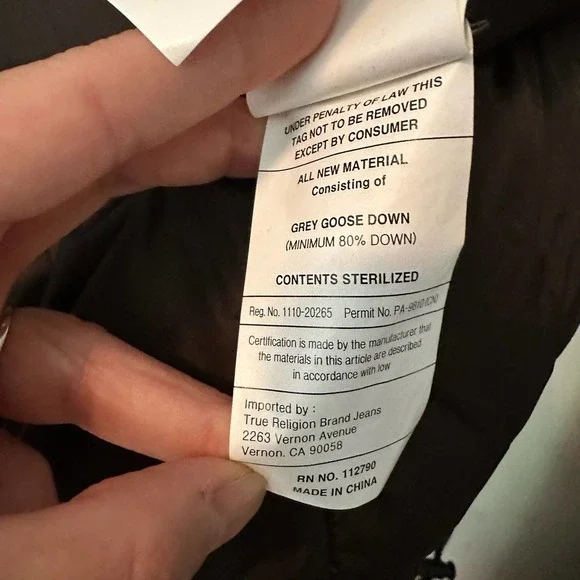 UNDER PENALTY OF LAW THIS
TAG NOT TO BE REMOVED
EXCEPT BY CONSUMER
ALL NEW MATERIAL
Consisting of
GREY GOOSE DOWN
(MINIMUM 80% DOWN)
CONTENTS STERILIZED
Reg. No. 1110-20265 Permit No.
Certification is made by the manufacturer that
the materials in this article are described
in accordance with low
Imported by :
True Religion Brand Jeans
2263 Vernon Avenue
Vernon. CA 90058
RN NO. 112790
MADE IN CHINA